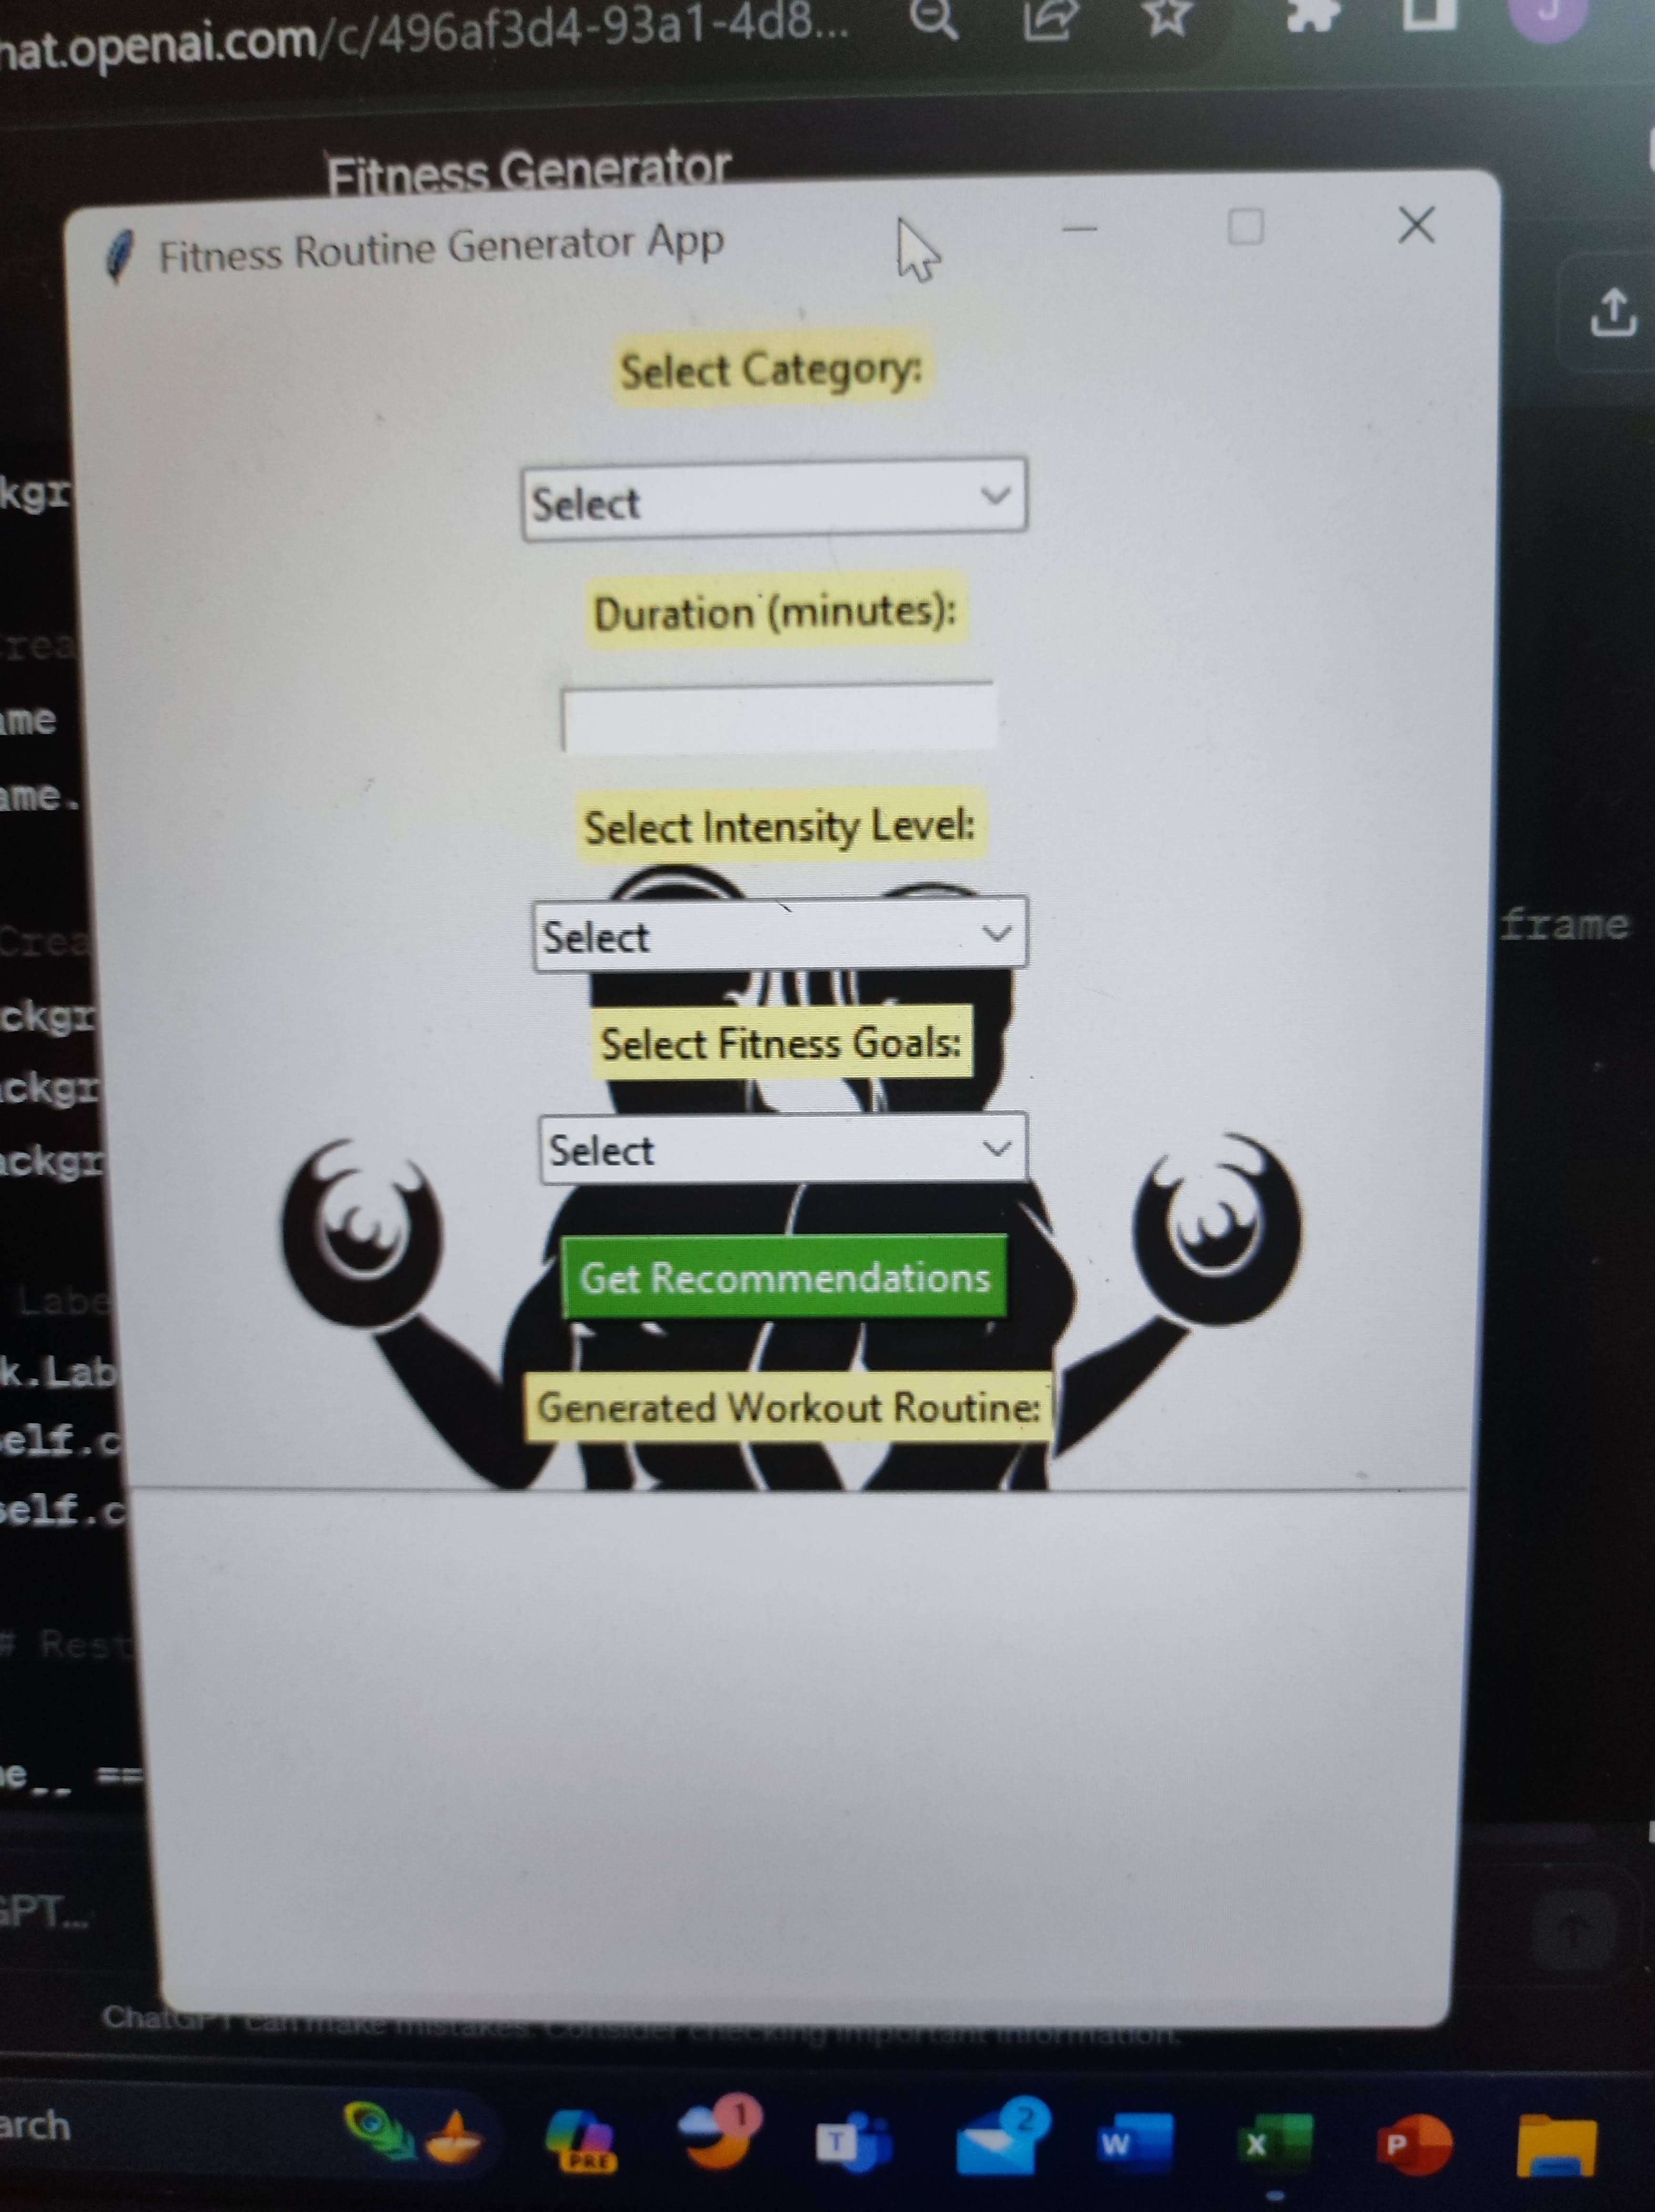 hat.openai.com/c/496af3d4-93a1-4d8...
J
Fitness Generator
Fitness Routine Generator App
Select Category:
Select
Duration (minutes):
Select Intensity Level:
Select
Select Fitness Goals:
Select
Get Recommendations
Generated Workout Routine:
kgr
rea
ame
ame.
Crea
frame
ckgr
ackgr
ackgr
Labe
k.Lab
elf.c
self.c
# Rest
e__ ==
GPT...
ChatGPT can make mistakes. Consider checking important information.
arch
PRE
1
T
2
W
X
P